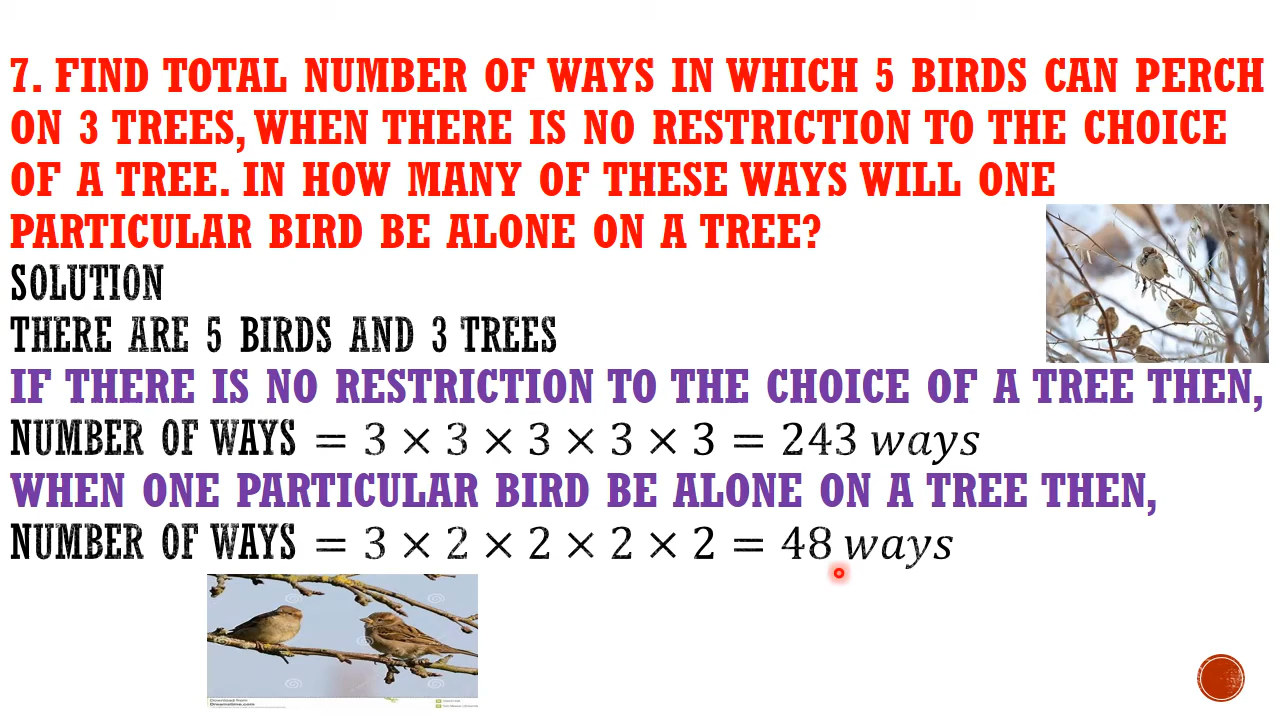 7. FIND TOTAL NUMBER OF WAYS IN WHICH 5 BIRDS CAN PERCH
ON 3 TREES, WHEN THERE IS NO RESTRICTION TO THE CHOICE
OF A TREE. IN HOW MANY OF THESE WAYS WILL ONE
PARTICULAR BIRD BE ALONE ON A TREE?
SOLUTION
THERE ARE 5 BIRDS AND 3 TREES
IF THERE IS NO RESTRICTION TO THE CHOICE OF A TREE THEN,
NUMBER OF WAYS = 3 × 3 × 3 × 3 × 3 = 243 ways
WHEN ONE PARTICULAR BIRD BE ALONE ON A TREE THEN,
NUMBER OF WAYS = 3 × 2 × 2 × 2 × 2 = 48 ways
Download from
Dreamstime.com